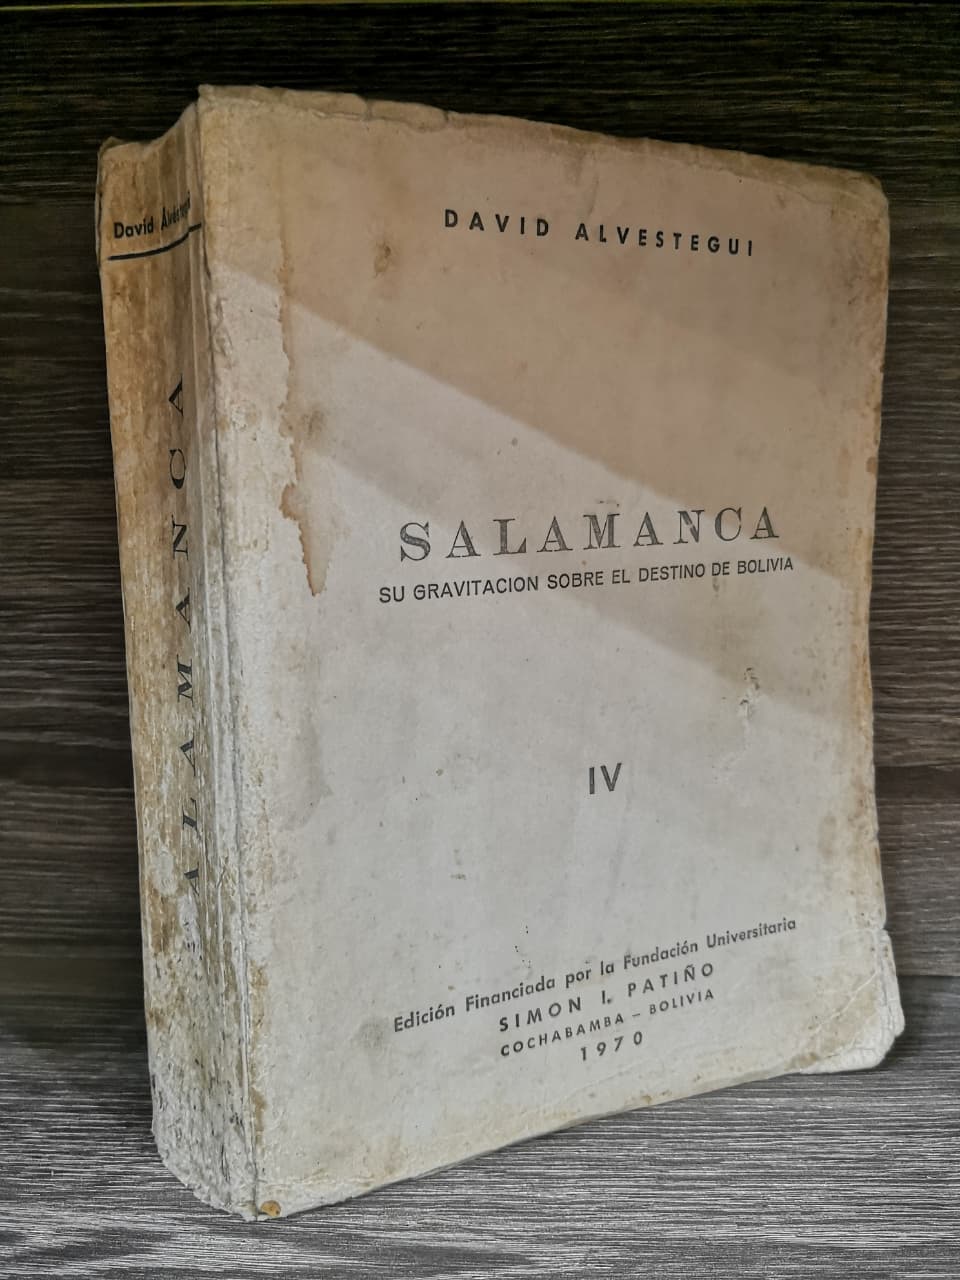 David Alvestegui
SALAMANCA
DAVID ALVESTEGUI
SALAMANCA
SU GRAVITACION SOBRE EL DESTINO DE BOLIVIA
IV
Edición Financiada por la Fundación Universitaria
SIMON I. PATIÑO
COCHABAMBA – BOLIVIA
1970